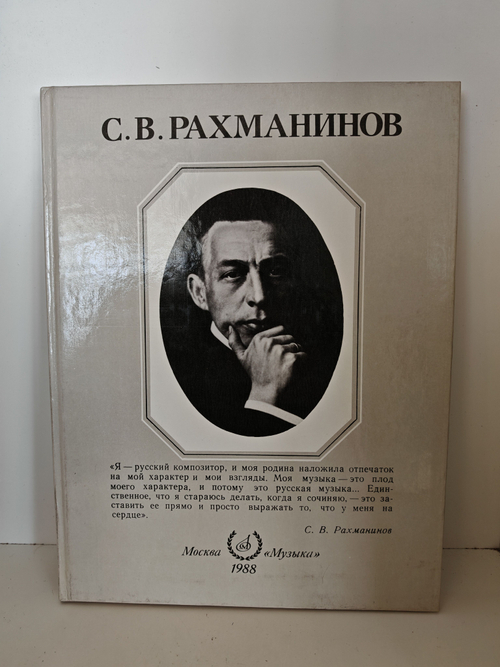 С. В. РАХМАНИНОВ
«Я — русский композитор, и моя родина наложила отпечаток
на мой характер и мои взгляды. Моя музыка — это плод
моего характера, и потому это русская музыка... Един-
ственное, что я стараюсь делать, когда я сочиняю, — это за-
ставить ее прямо и просто выражать то, что у меня на
сердце».
С. В. Рахманинов
Москва «Музыка»
1988